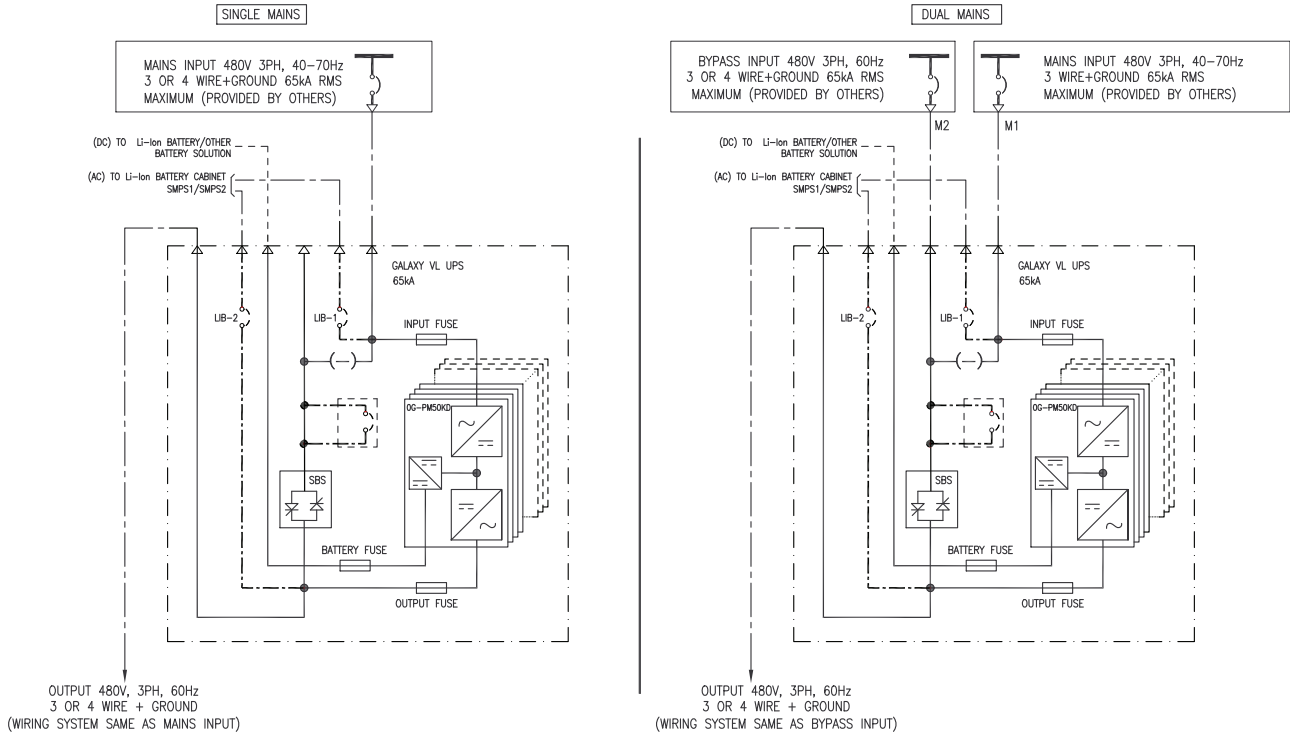 SINGLE MAINS
MAINS INPUT 480V 3PH, 40-70Hz
3 OR 4 WIRE+GROUND 65kA RMS
MAXIMUM (PROVIDED BY OTHERS)
(DC) TO Li-Ion BATTERY/OTHER
BATTERY SOLUTION
(AC) TO Li-Ion BATTERY CABINET
SMPS1/SMPS2
GALAXY VL UPS
65kA
LIB-2
LIB-1
INPUT FUSE
0G-PM50KD
SBS
BATTERY FUSE
OUTPUT FUSE
OUTPUT 480V, 3PH, 60Hz
3 OR 4 WIRE + GROUND
(WIRING SYSTEM SAME AS MAINS INPUT)
DUAL MAINS
BYPASS INPUT 480V 3PH, 60Hz
3 OR 4 WIRE+GROUND 65kA RMS
MAXIMUM (PROVIDED BY OTHERS)
MAINS INPUT 480V 3PH, 40-70Hz
3 WIRE+GROUND 65kA RMS
MAXIMUM (PROVIDED BY OTHERS)
M2
M1
(DC) TO Li-Ion BATTERY/OTHER
BATTERY SOLUTION
(AC) TO Li-Ion BATTERY CABINET
SMPS1/SMPS2
GALAXY VL UPS
65kA
LIB-2
LIB-1
INPUT FUSE
0G-PM50KD
SBS
BATTERY FUSE
OUTPUT FUSE
OUTPUT 480V, 3PH, 60Hz
3 OR 4 WIRE + GROUND
(WIRING SYSTEM SAME AS BYPASS INPUT)